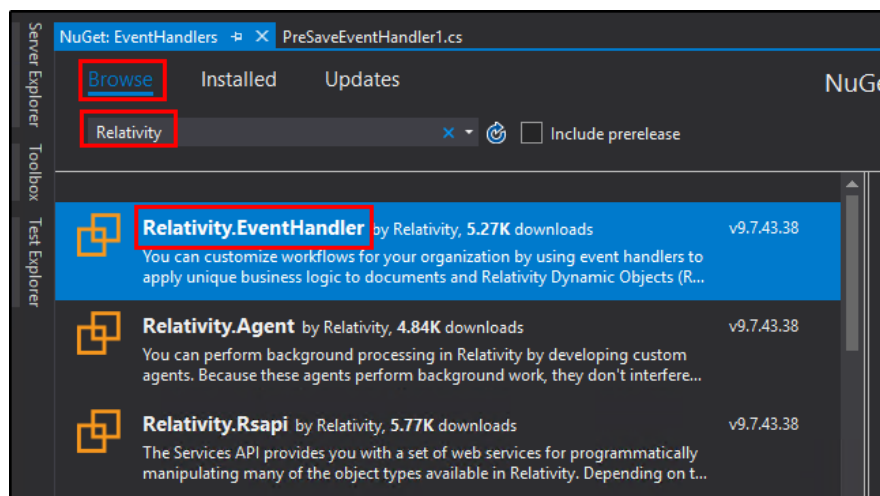 Server Explorer
Toolbox
Test Explorer
NuGet: EventHandlers
PreSaveEventHandler1.cs
Browse Installed Updates
NuGe
Relativity
Include prerelease
Relativity.EventHandler by Relativity, 5.27K downloads v9.7.43.38
You can customize workflows for your organization by using event handlers to
apply unique business logic to documents and Relativity Dynamic Objects (R...
Relativity.Agent by Relativity, 4.84K downloads v9.7.43.38
You can perform background processing in Relativity by developing custom
agents. Because these agents perform background work, they don't interfere...
Relativity.Rsapi by Relativity, 5.77K downloads v9.7.43.38
The Services API provides you with a set of web services for programmatically
manipulating many of the object types available in Relativity. Depending on t...